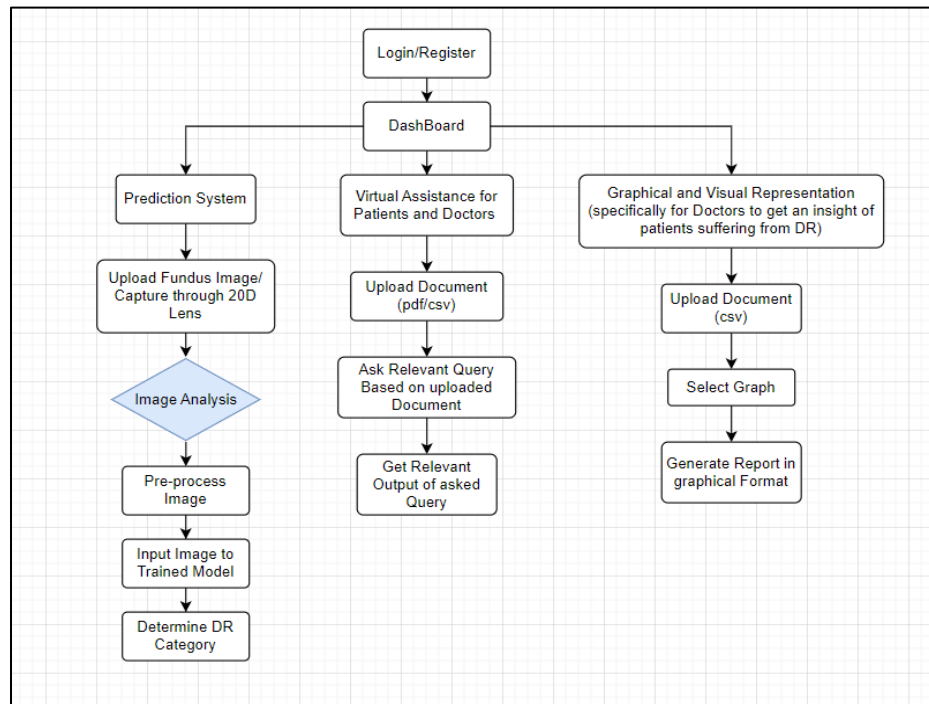 Login/Register
DashBoard
Prediction System
Virtual Assistance for
Patients and Doctors
Graphical and Visual Representation
(specifically for Doctors to get an insight of
patients suffering from DR)
Upload Fundus Image/
Capture through 20D
Lens
Upload Document
(pdf/csv)
Upload Document
(csv)
Image Analysis
Ask Relevant Query
Based on uploaded
Document
Select Graph
Pre-process
Image
Get Relevant
Output of asked
Query
Generate Report in
graphical Format
Input Image to
Trained Model
Determine DR
Category